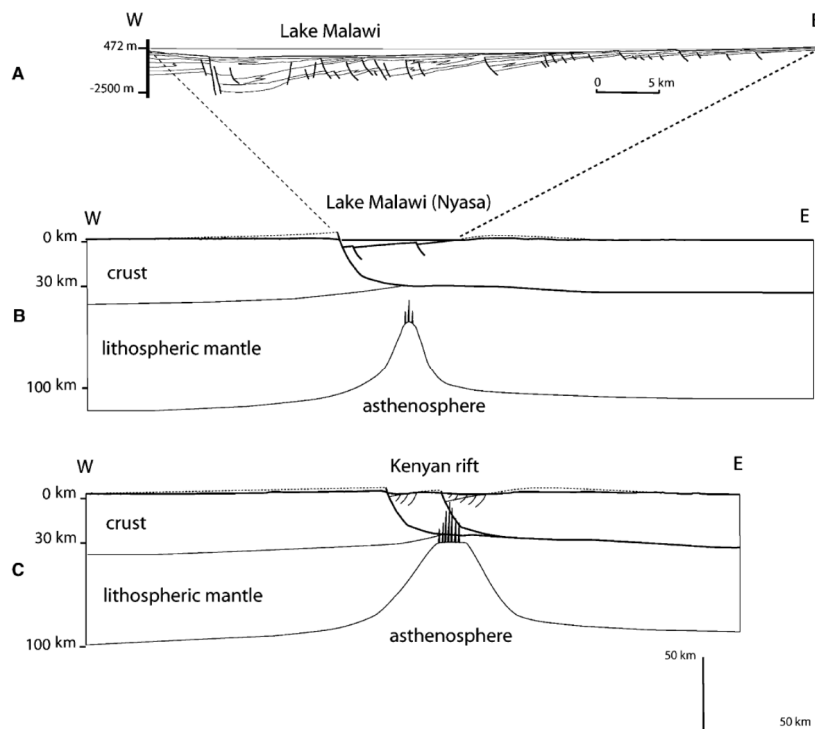 W
E
Lake Malawi
472 m
A
-2500 m
0 5 km
Lake Malawi (Nyasa)
W
E
0 km
crust
30 km
B
lithospheric mantle
100 km
asthenosphere
W
Kenyan rift
E
0 km
crust
30 km
C
lithospheric mantle
asthenosphere
100 km
50 km
50 km